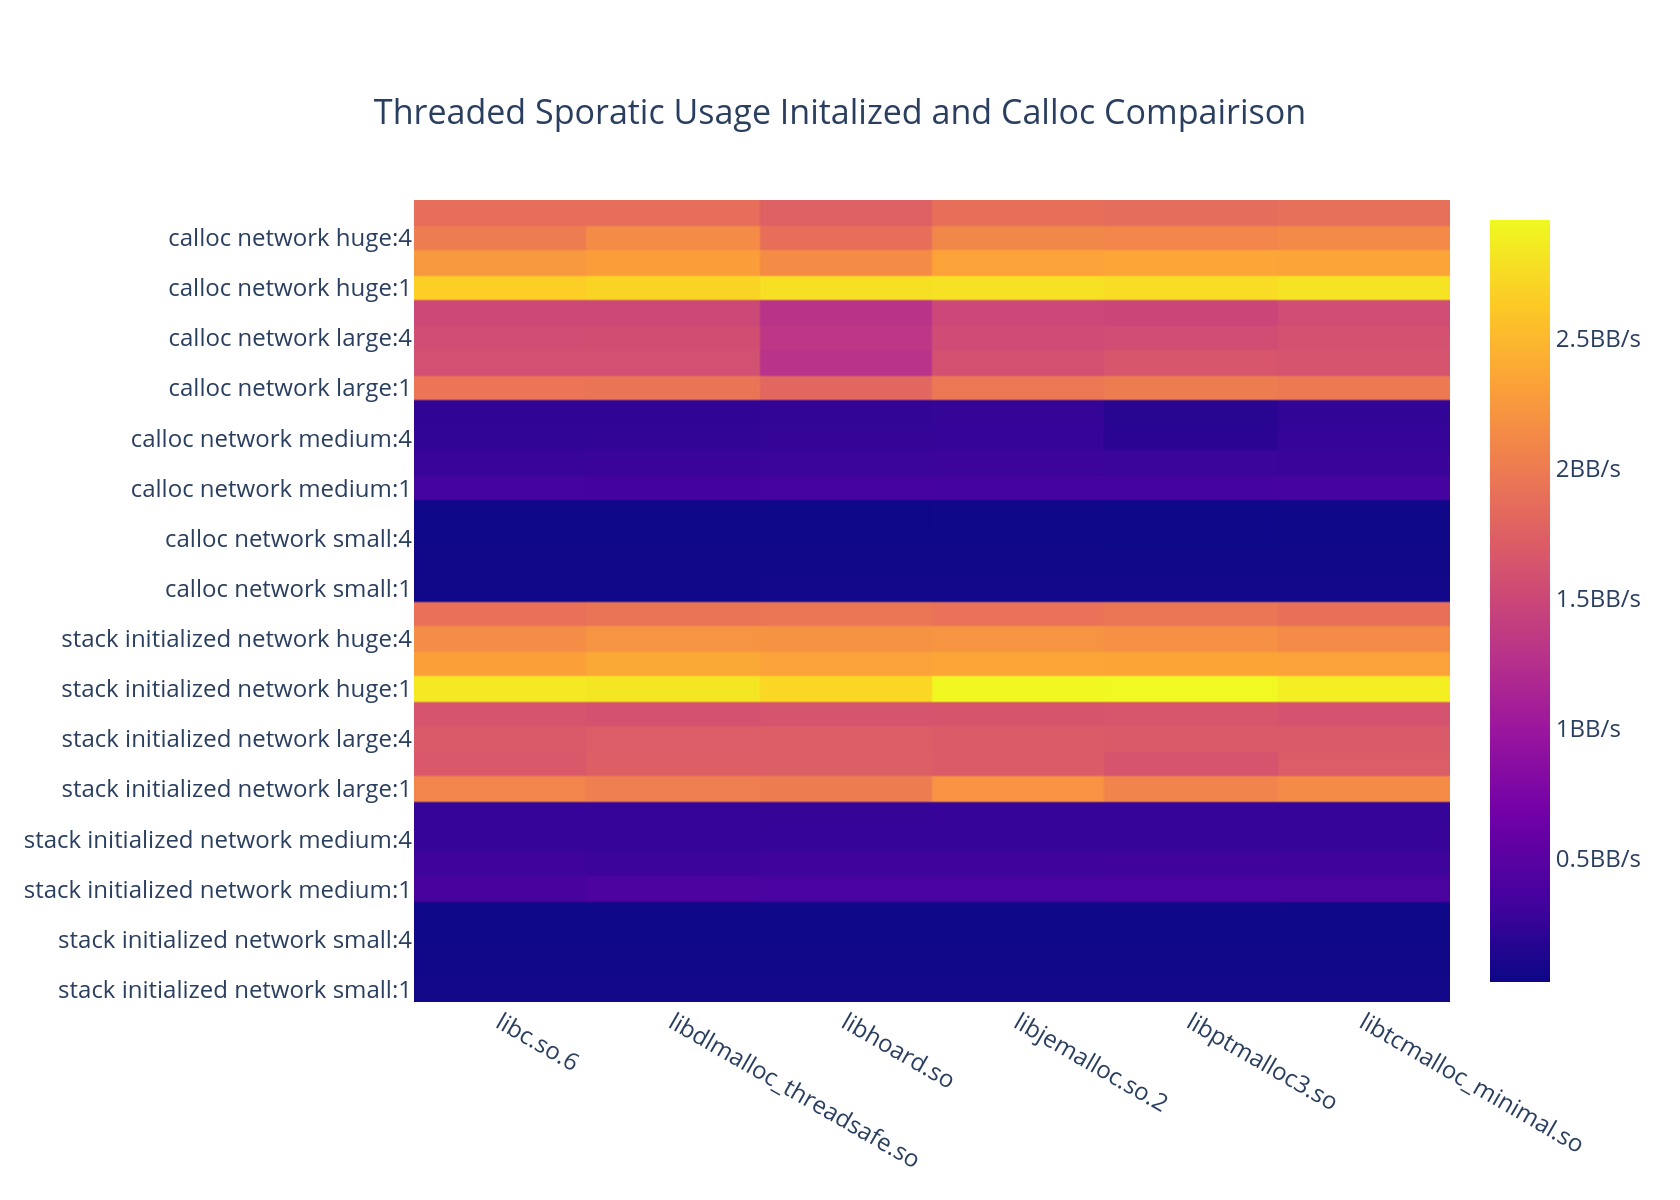 Threaded Sporatic Usage Initalized and Calloc Compairison
calloc network huge:4
calloc network huge:1
calloc network large:4
calloc network large:1
calloc network medium:4
calloc network medium:1
calloc network small:4
calloc network small:1
stack initialized network huge:4
stack initialized network huge:1
stack initialized network large:4
stack initialized network large:1
stack initialized network medium:4
stack initialized network medium:1
stack initialized network small:4
stack initialized network small:1
libc.so.6
libdlmalloc_threadsafe.so
libhoard.so
libjemalloc.so.2
libptmalloc3.so
libtcmalloc_minimal.so
2.5BB/s
2BB/s
1.5BB/s
1BB/s
0.5BB/s